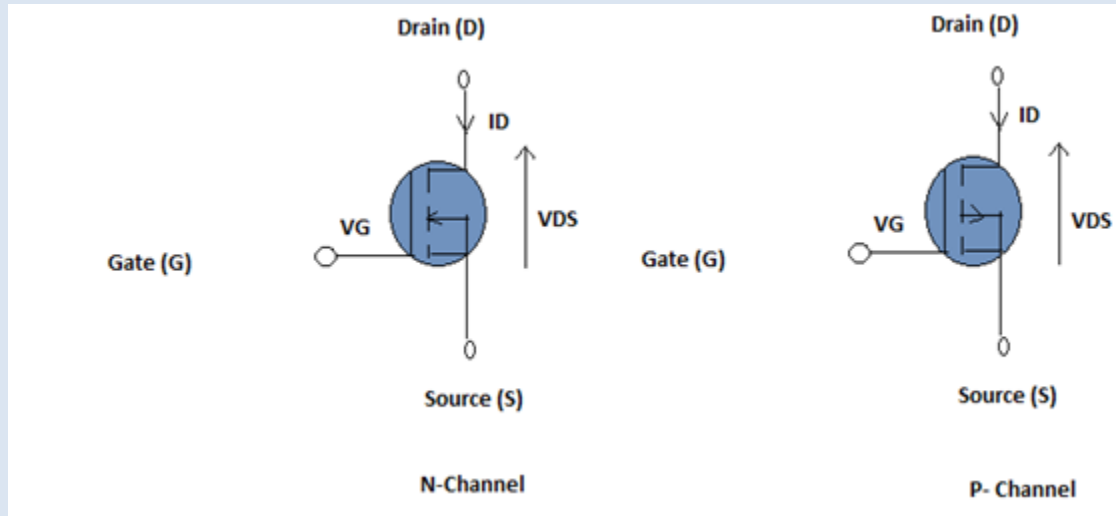 Drain (D)
ID
VG
VDS
Gate (G)
Source (S)
N-Channel
Drain (D)
ID
VG
VDS
Gate (G)
Source (S)
P- Channel